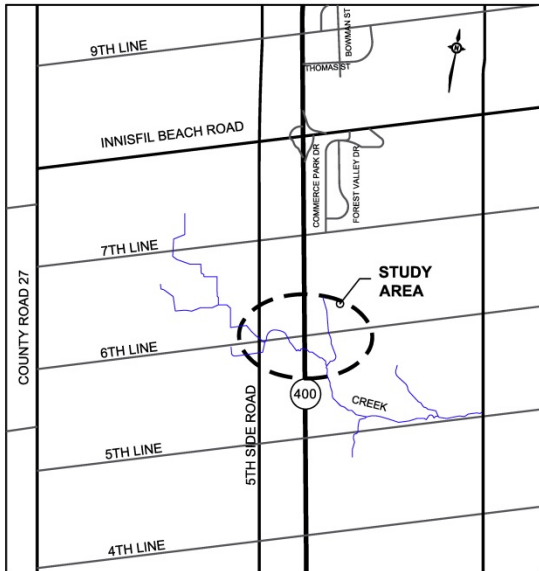 BOWMAN ST
9TH LINE
THOMAS ST
N
INNISFIL BEACH ROAD
COMMERCE PARK DR
FOREST VALLEY DR
7TH LINE
STUDY
AREA
COUNTY ROAD 27
6TH LINE
400
CREEK
5TH SIDE ROAD
5TH LINE
4TH LINE